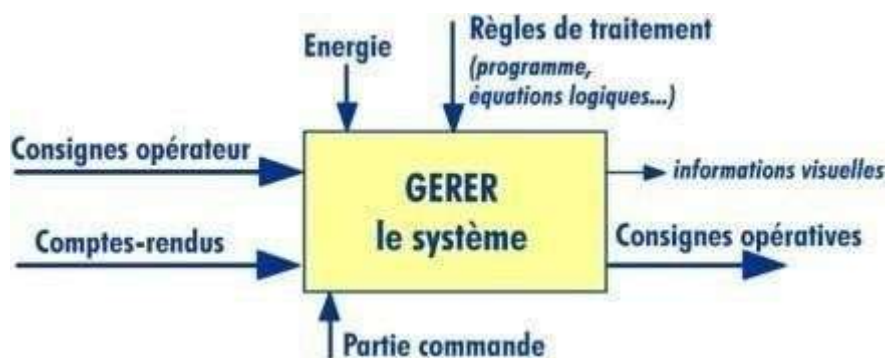 Energie
Règles de traitement
(programme,
équations logiques...)
Consignes opérateur
GERER
le système
informations visuelles
Comptes-rendus
Consignes opératives
Partie commande